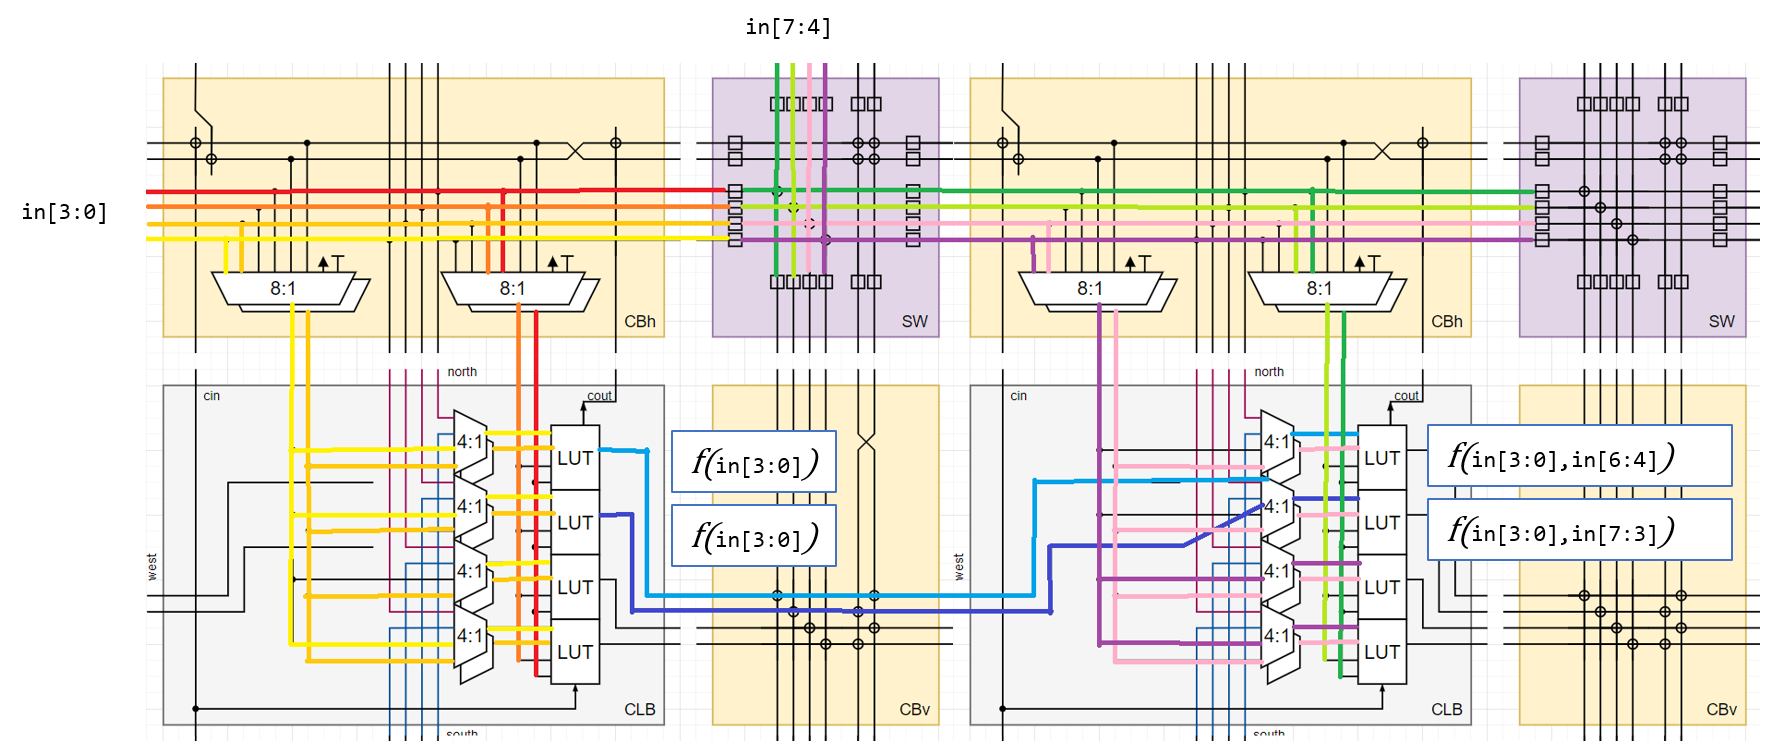 in[7:4]
in[3:0]
8:1
8:1
CBh
SW
8:1
8:1
CBh
SW
north
cin
cout
west
4:1
4:1
4:1
4:1
LUT
LUT
LUT
LUT
CLB
south
f(in[3:0])
f(in[3:0])
CBv
north
cin
cout
west
4:1
4:1
4:1
4:1
LUT
LUT
LUT
LUT
CLB
south
f(in[3:0],in[6:4])
f(in[3:0],in[7:3])
CBv